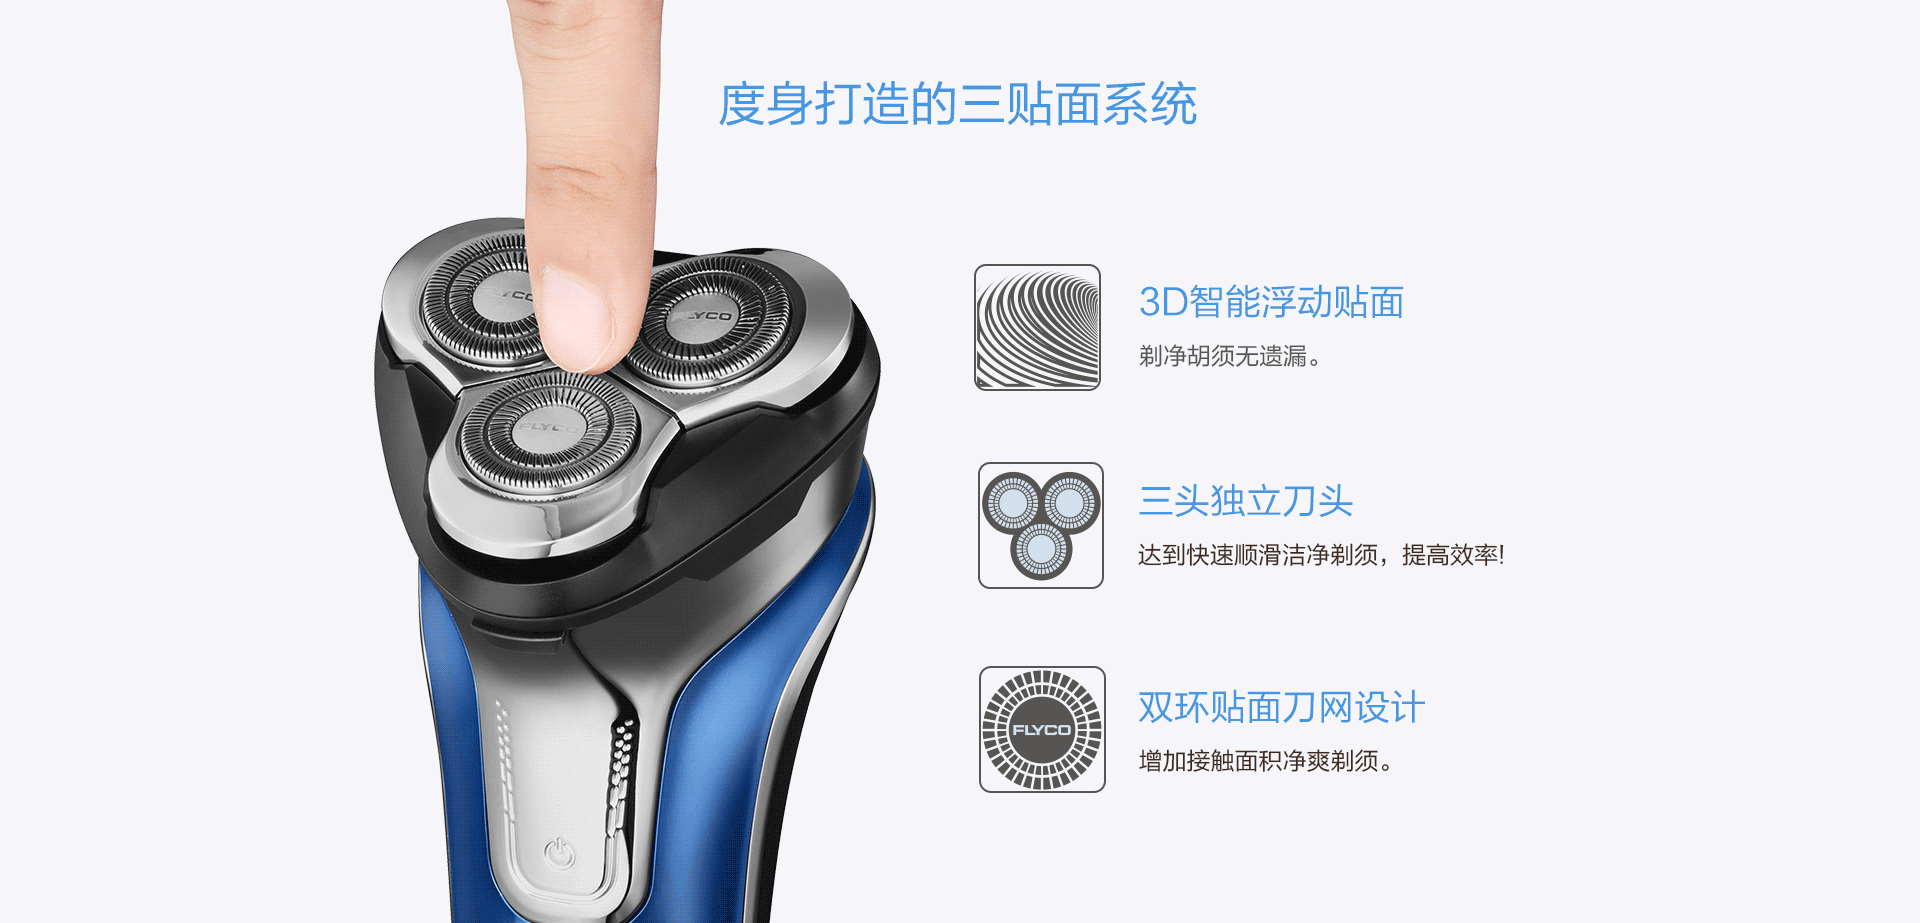 度身打造的三贴面系统
FLYCO
3D智能浮动贴面
剃净胡须无遗漏。
三头独立刀头
达到快速顺滑洁净剃须，提高效率!
双环贴面刀网设计
增加接触面积净爽剃须。
FLYCO